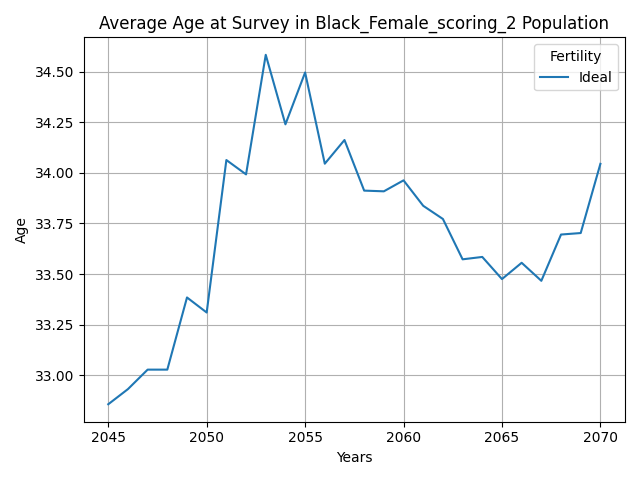 Average Age at Survey in Black_Female_scoring_2 Population
Fertility
Ideal
34.50
34.25
34.00
33.75
33.50
33.25
33.00
Age
2045 2050 2055 2060 2065 2070
Years